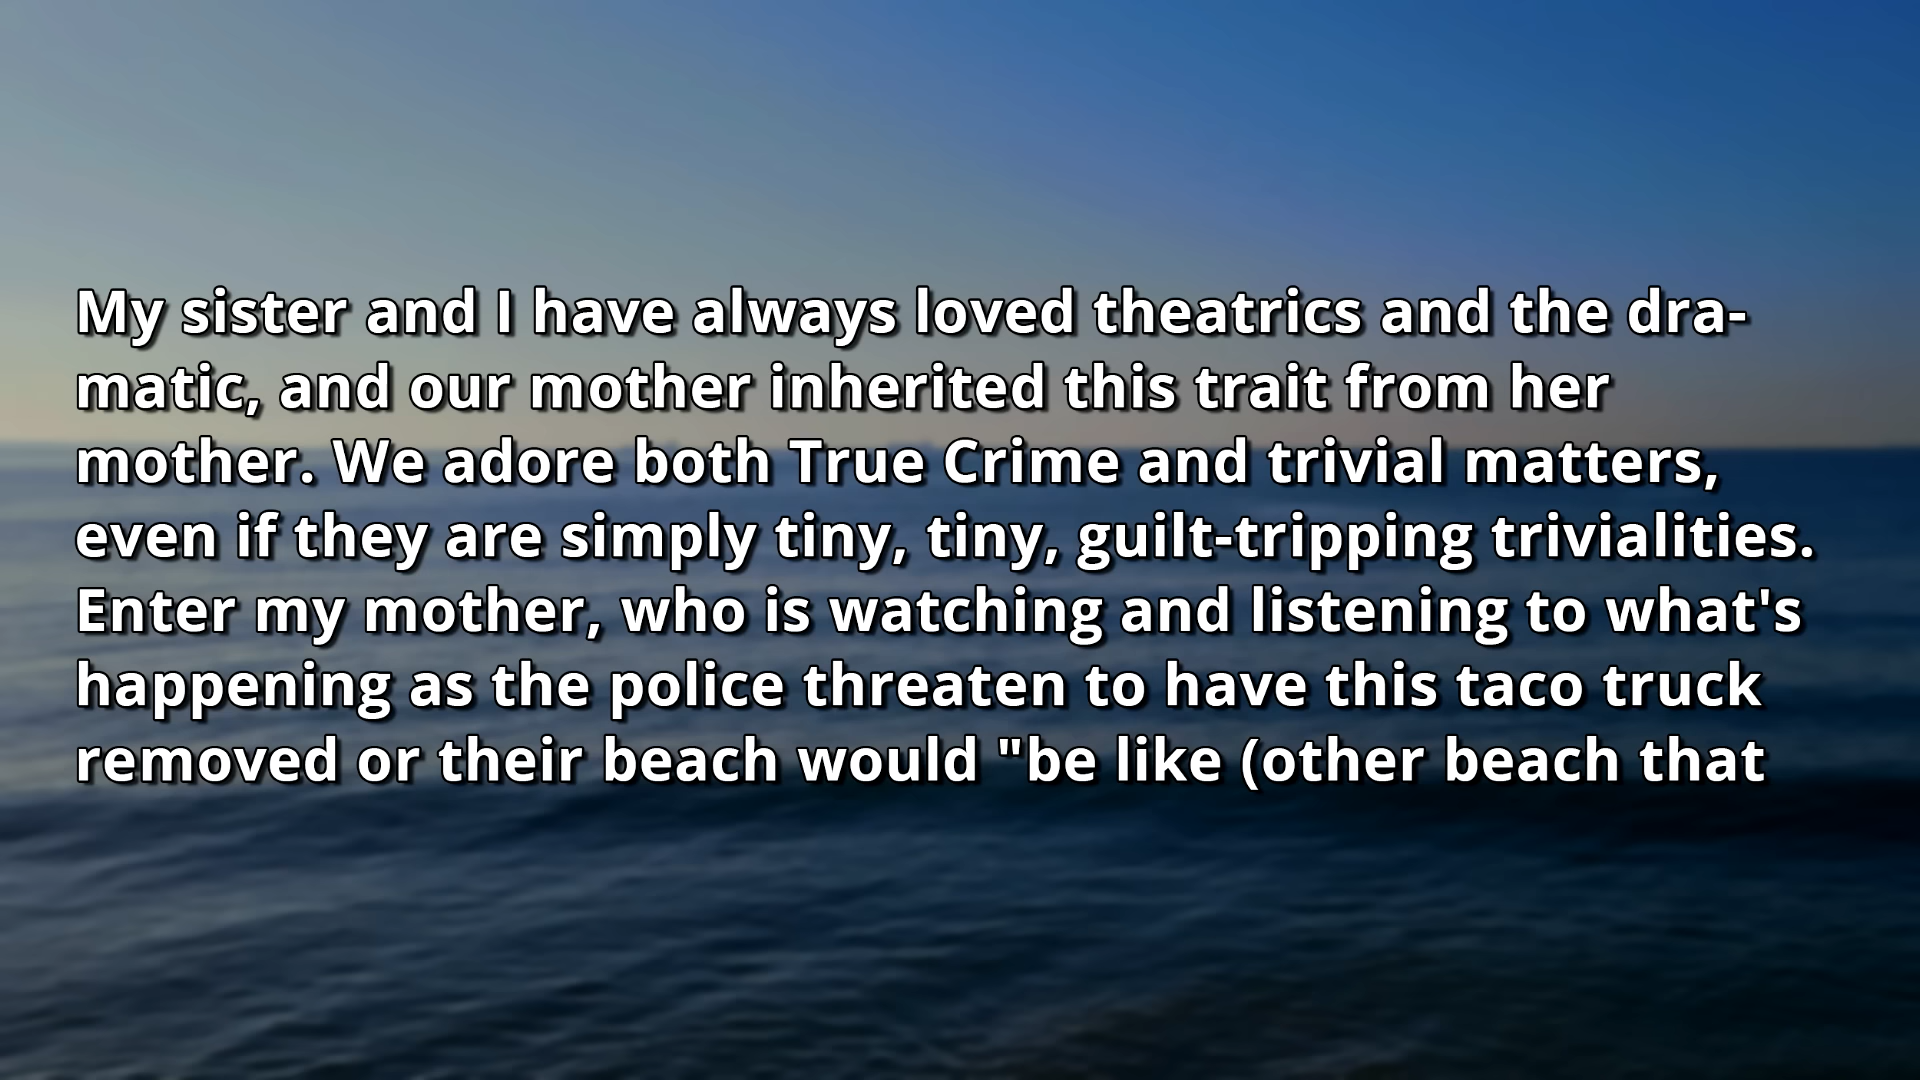 My sister and I have always loved theatrics and the dra-
matic, and our mother inherited this trait from her
mother. We adore both True Crime and trivial matters,
even if they are simply tiny, tiny, guilt-tripping trivialities.
Enter my mother, who is watching and listening to what's
happening as the police threaten to have this taco truck
removed or their beach would "be like (other beach that